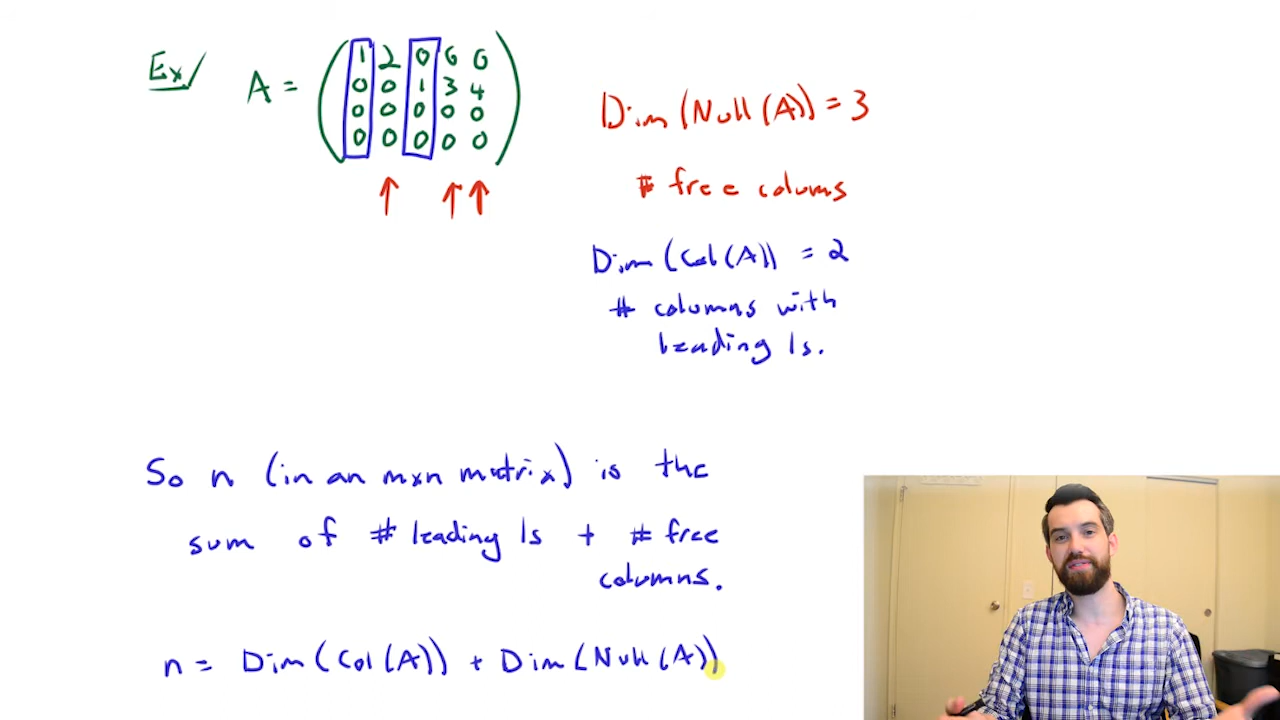 Ex/
A = ( 1 2 0 6 6
0 0 1 3 4
0 0 0 0 0
0 0 0 0 0 )
Dim (Null (A)) = 3
# free colums
Dim (Col (A)) = 2
# columns with
leading 1s.
So n (in an mxn matrix) is the
sum of # leading 1s + # free
columns.
n = Dim (Col (A)) + Dim (Null (A))